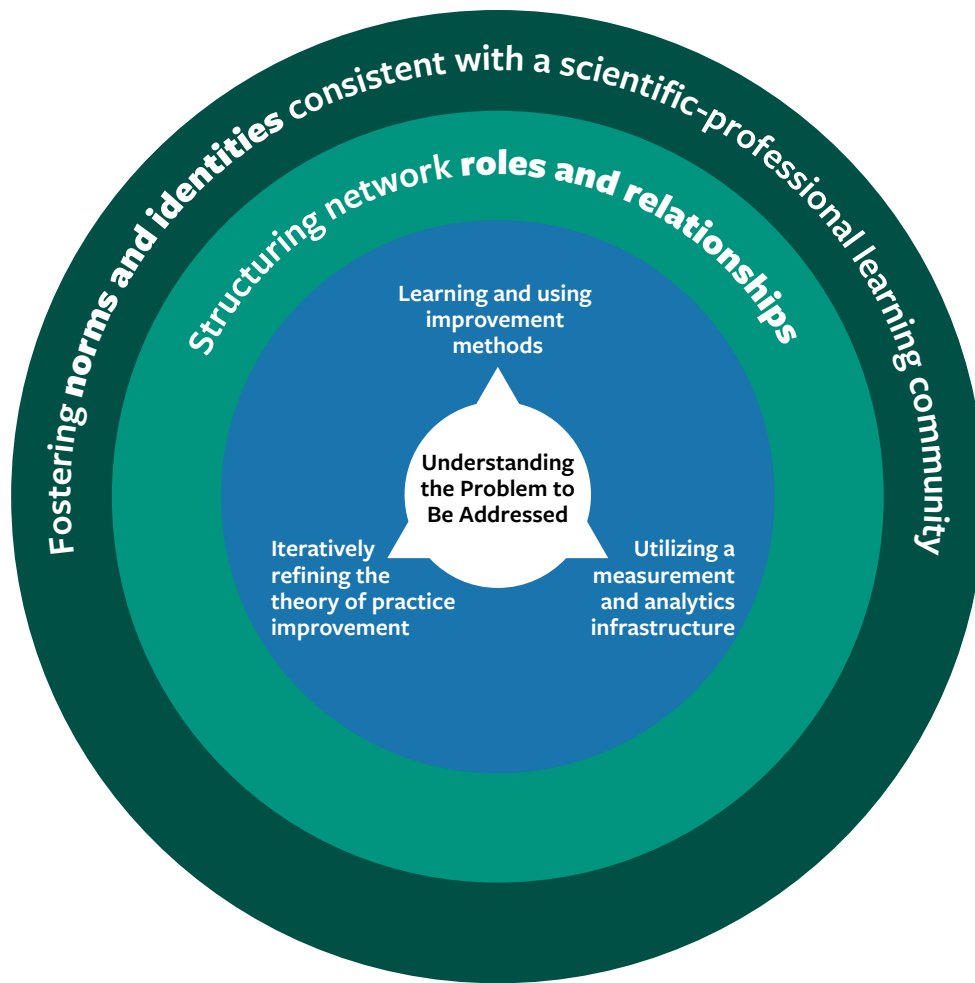 Fostering norms and identities consistent with a scientific-professional learning community
Structuring network roles and relationships
Learning and using
improvement
methods
Understanding
the Problem to
Be Addressed
Iteratively
refining the
theory of practice
improvement
Utilizing a
measurement
and analytics
infrastructure